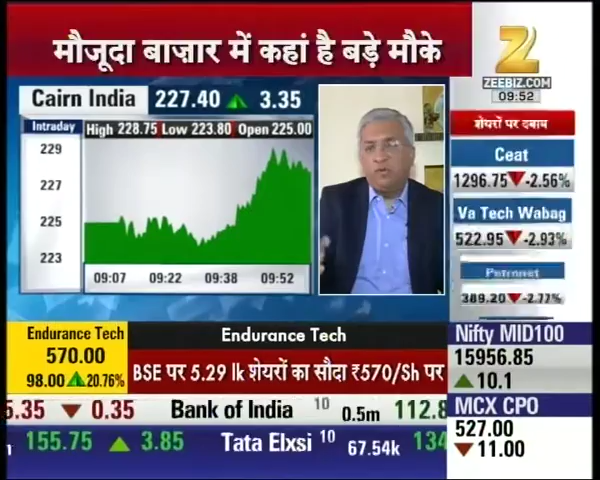 मौजूदा बाज़ार में कहां है बड़े मौके
ZEEBIZ.COM
09:52
Cairn India 227.40 3.35
Intraday High 228.75 Low 223.80 Open 225.00
229
227
225
223
09:07 09:22 09:38 09:52
शेयरों पर दबाव
Ceat
1296.75 -2.56%
Va Tech Wabag
522.95 -2.93%
Petronet
389.20 -2.77%
Endurance Tech
570.00
98.00 20.76%
Endurance Tech
BSE पर 5.29 lk शेयरों का सौदा ₹570/Sh पर
Nifty MID100
15956.85
10.1
MCX CPO
527.00
11.00
5.35 0.35 Bank of India 10 0.5m 112.8
155.75 3.85 Tata Elxsi 10 67.54k 134